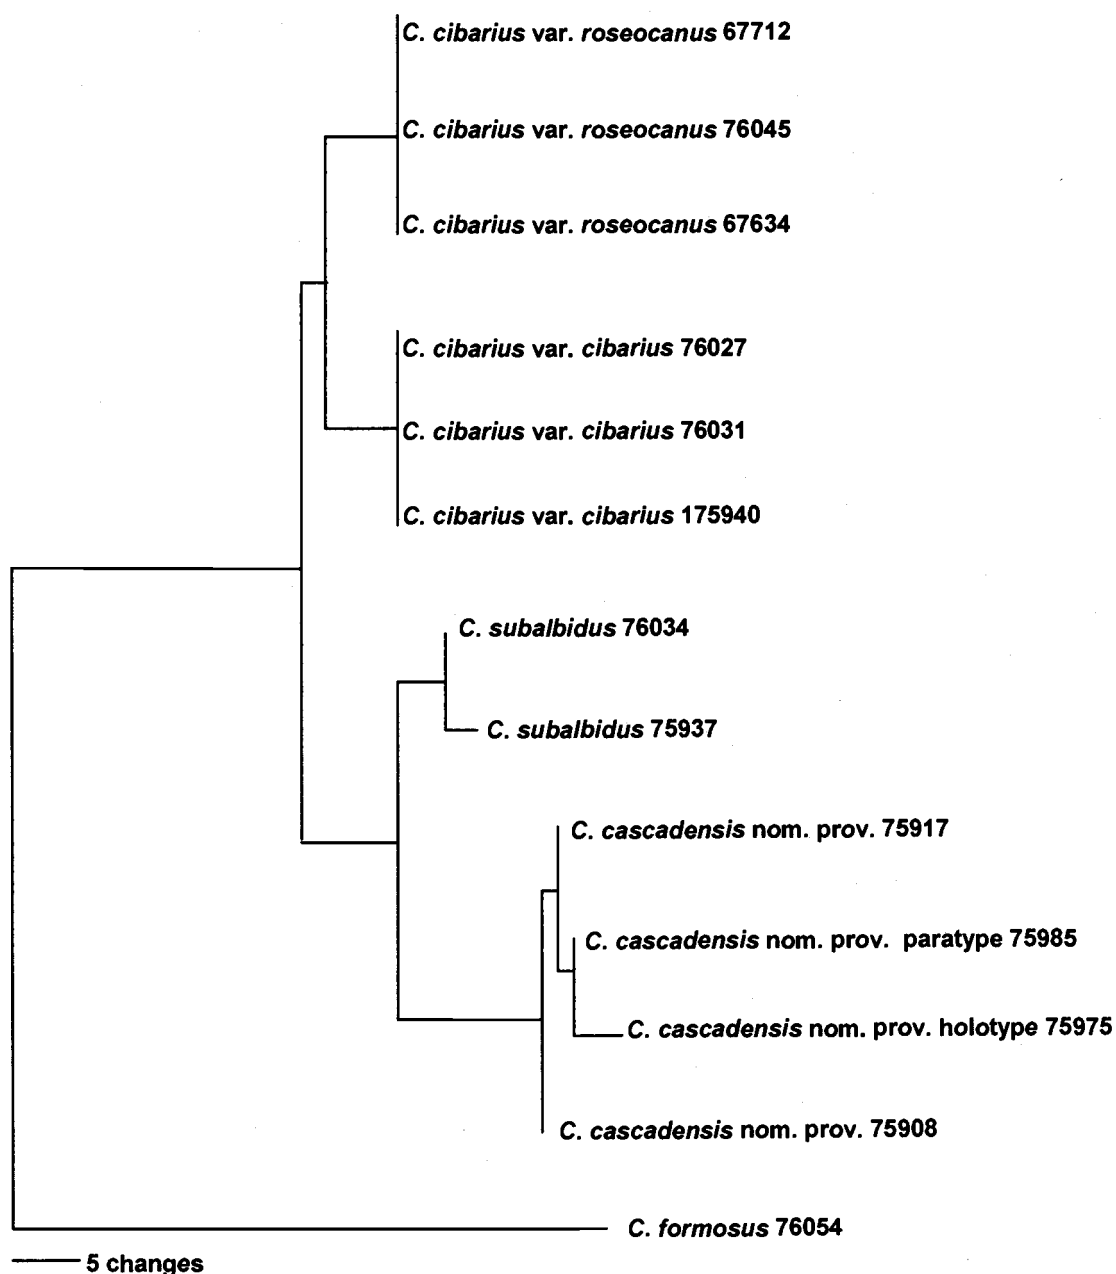 C. cibarius var. roseocanus 67712
C. cibarius var. roseocanus 76045
C. cibarius var. roseocanus 67634
C. cibarius var. cibarius 76027
C. cibarius var. cibarius 76031
C. cibarius var. cibarius 175940
C. subalbidus 76034
C. subalbidus 75937
C. cascadensis nom. prov. 75917
C. cascadensis nom. prov. paratype 75985
C. cascadensis nom. prov. holotype 75975
C. cascadensis nom. prov. 75908
C. formosus 76054
5 changes